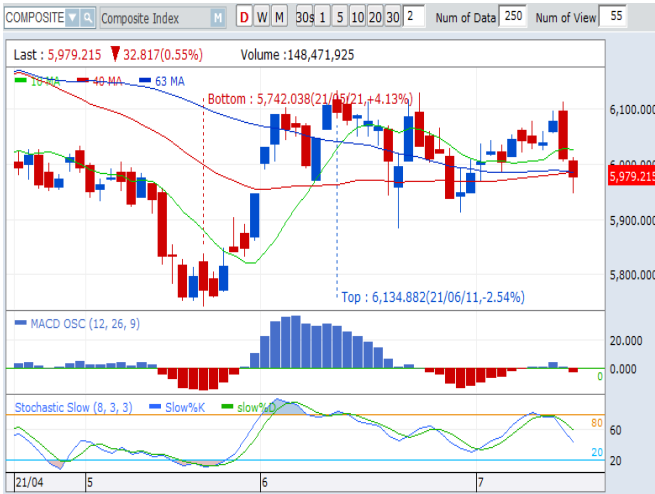 COMPOSITE Composite Index M D W M 30s 1 5 10 20 30 2 Num of Data 250 Num of View 55
Last : 5,979.215 ▼ 32.817(0.55%) Volume :148,471,925
10 MA 40 MA 63 MA
Bottom : 5,742.038(21/05/21,+4.13%)
6,100.000
6,000.000
5,979.215
5,900.000
5,800.000
Top : 6,134.882(21/06/11,-2.54%)
MACD OSC (12, 26, 9)
20.000
0.000
0
Stochastic Slow (8, 3, 3) Slow%K slow%D
80
60
20
20
21/04 5 6 7